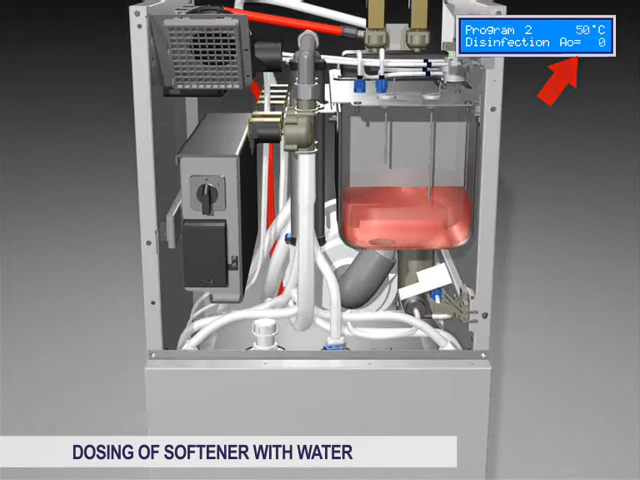 Program 2 50°C
Disinfection Ao= 0
DOSING OF SOFTENER WITH WATER